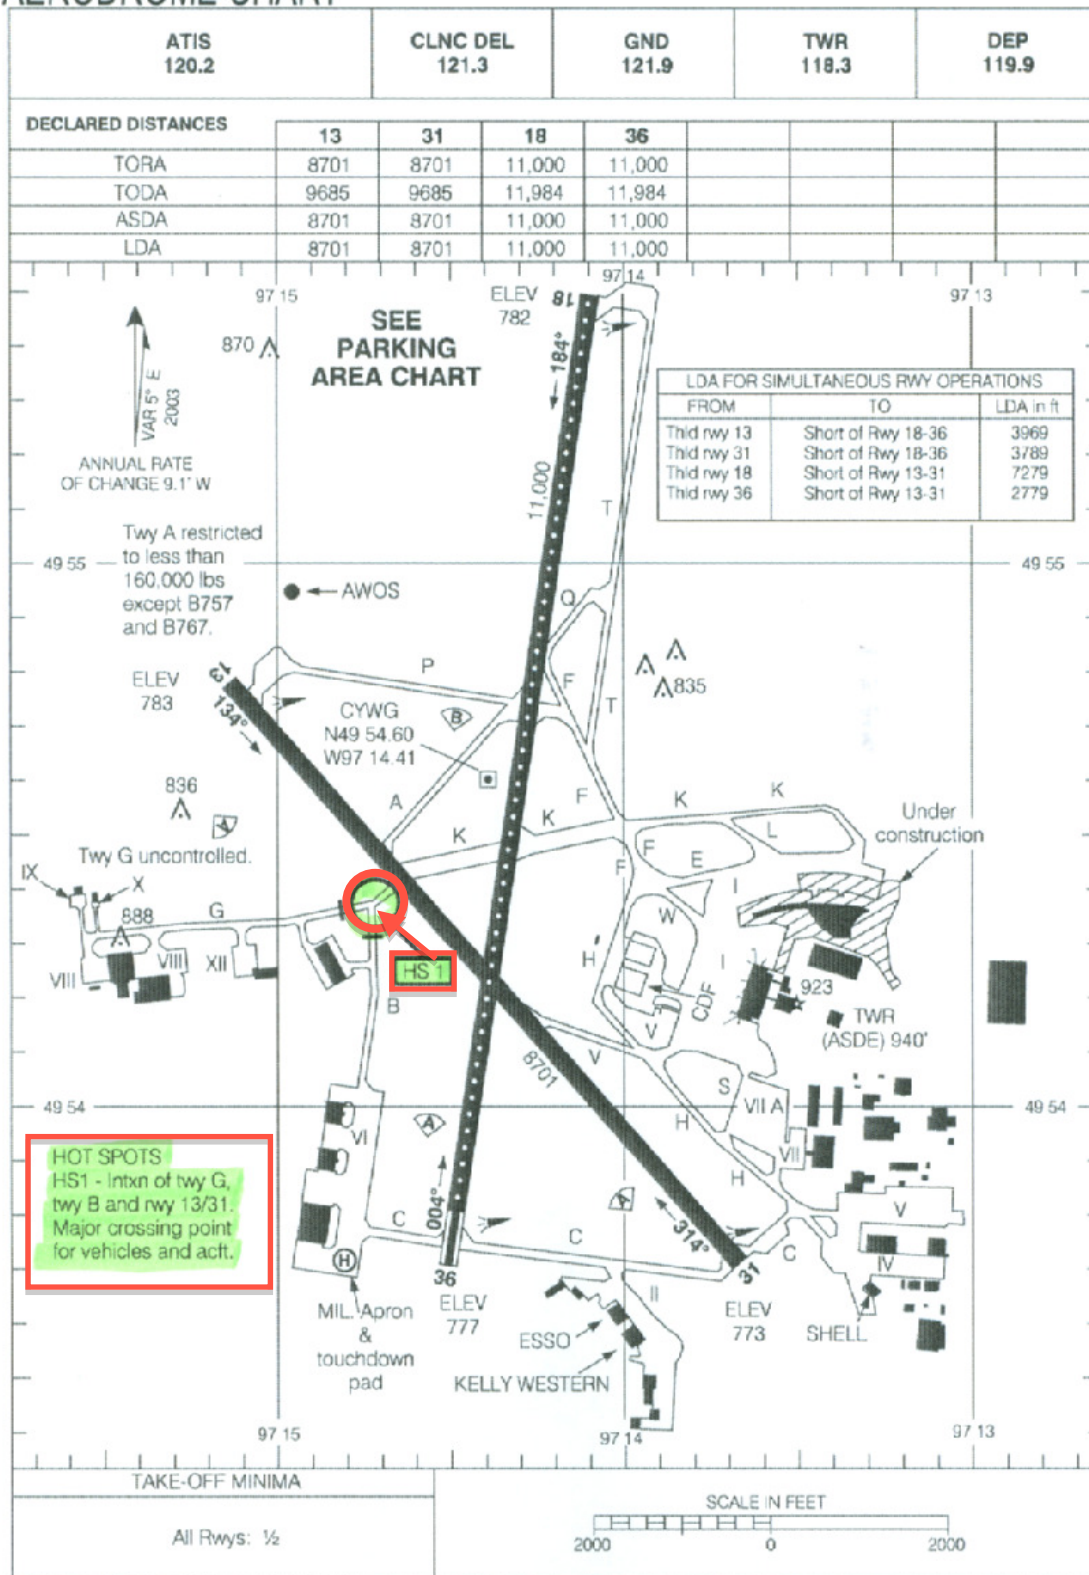 AERODROME CHART
ATIS
120.2
CLNC DEL
121.3
GND
121.9
TWR
118.3
DEP
119.9
DECLARED DISTANCES 13 31 18 36
TORA 8701 8701 11,000 11,000
TODA 9685 9685 11,984 11,984
ASDA 8701 8701 11,000 11,000
LDA 8701 8701 11,000 11,000
97 15
97 14
97 13
ELEV
782
18
184°
SEE
PARKING
AREA CHART
870
VAR 5° E
2003
ANNUAL RATE
OF CHANGE 9.1' W
LDA FOR SIMULTANEOUS RWY OPERATIONS
FROM TO LDA in ft
Thld rwy 13 Short of Rwy 18-36 3969
Thld rwy 31 Short of Rwy 18-36 3789
Thld rwy 18 Short of Rwy 13-31 7279
Thld rwy 36 Short of Rwy 13-31 2779
11,000
T
Twy A restricted
to less than
160,000 lbs
except B757
and B767.
49 55
49 55
AWOS
Q
P
F
T
835
ELEV
783
13
134°
CYWG
N49 54.60
W97 14.41
B
836
A
A
F
K
K
K
K
L
Under
construction
Twy G uncontrolled.
F
F
E
IX
X
G
888
VIII
VIII
XII
W
I
H
I
HS 1
B
CDF
923
V
TWR
(ASDE) 940'
V
8701
S
49 54
49 54
VI
A
H
VII A
VII
H
HOT SPOTS
HS1 - Intxn of twy G,
twy B and rwy 13/31.
Major crossing point
for vehicles and acft.
004°
A
C
C
314°
C
V
IV
H
36
31
II
MIL. Apron
&
touchdown
pad
ELEV
777
ESSO
KELLY WESTERN
ELEV
773
SHELL
97 15
97 14
97 13
TAKE-OFF MINIMA
All Rwys: ½
SCALE IN FEET
2000 0 2000